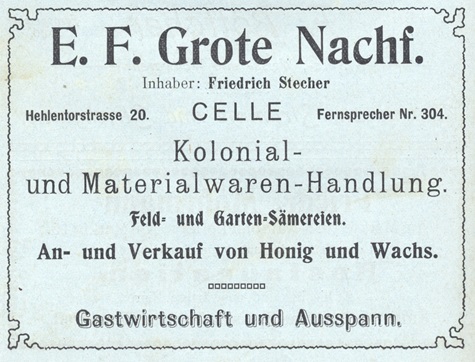 E. F. Grote Nachf.
Inhaber: Friedrich Stecher
Hehlentorstrasse 20. CELLE Fernsprecher Nr. 304.
Kolonial-
und Materialwaren-Handlung.
Feld- und Garten-Sämereien.
An- und Verkauf von Honig und Wachs.
Gastwirtschaft und Ausspann.